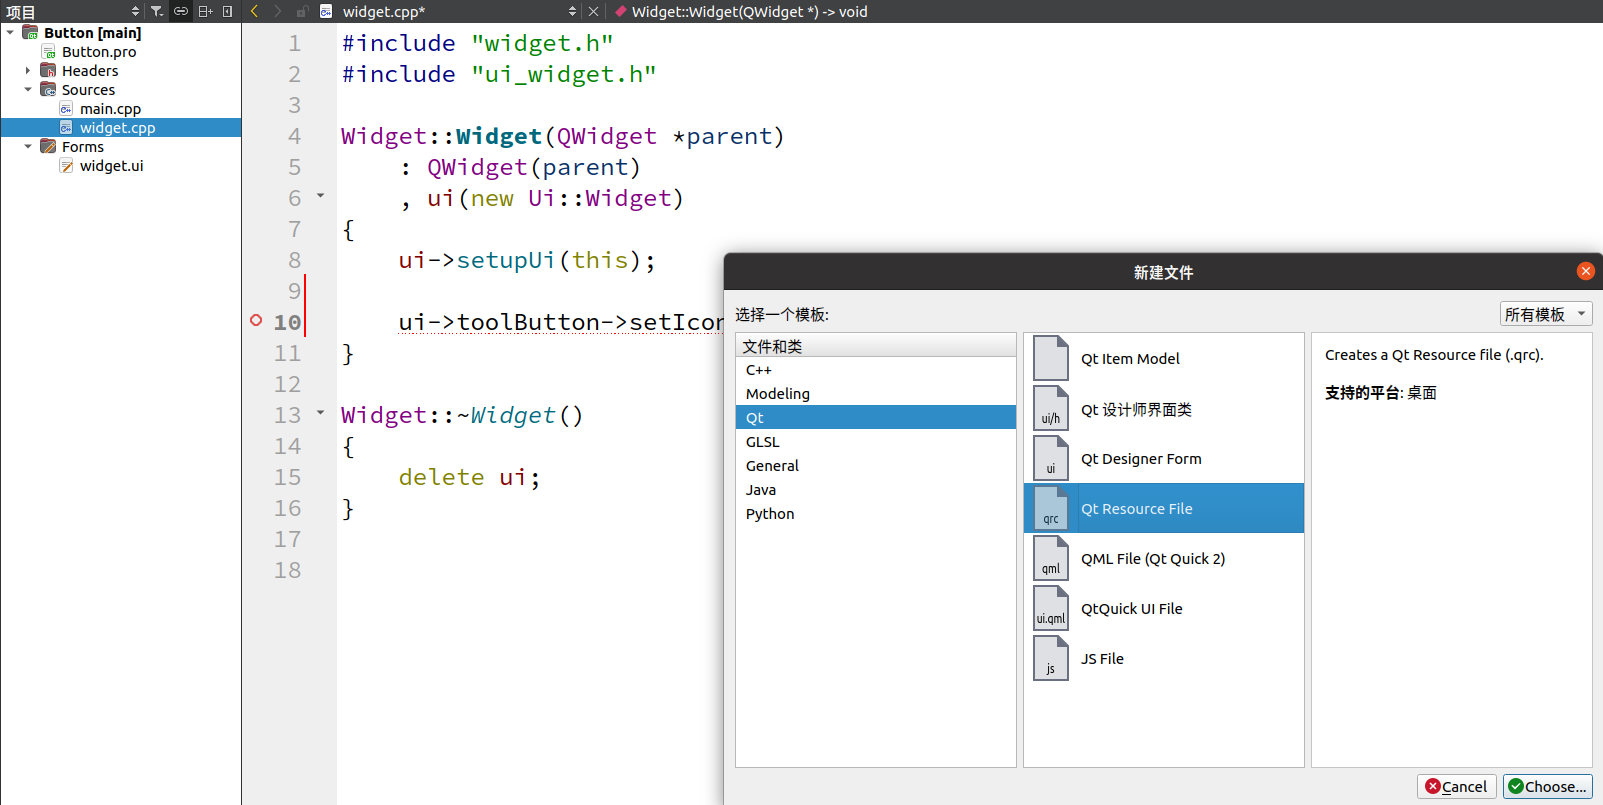 项目
widget.cpp*
Widget::Widget(QWidget *) -> void
Button [main]
Button.pro
Headers
Sources
main.cpp
widget.cpp
Forms
widget.ui
1 #include "widget.h"
2 #include "ui_widget.h"
3
4 Widget::Widget(QWidget *parent)
5 : QWidget(parent)
6 , ui(new Ui::Widget)
7 {
8 ui->setupUi(this);
9
10 ui->toolButton->setIcon
11 }
12
13 Widget::~Widget()
14 {
15 delete ui;
16 }
17
18
新建文件
选择一个模板:
所有模板
文件和类
C++
Modeling
Qt
GLSL
General
Java
Python
Qt Item Model
ui/h Qt 设计师界面类
ui Qt Designer Form
qrc Qt Resource File
qml QML File (Qt Quick 2)
ui.qml QtQuick UI File
js JS File
Creates a Qt Resource file (.qrc).
支持的平台: 桌面
Cancel
Choose...